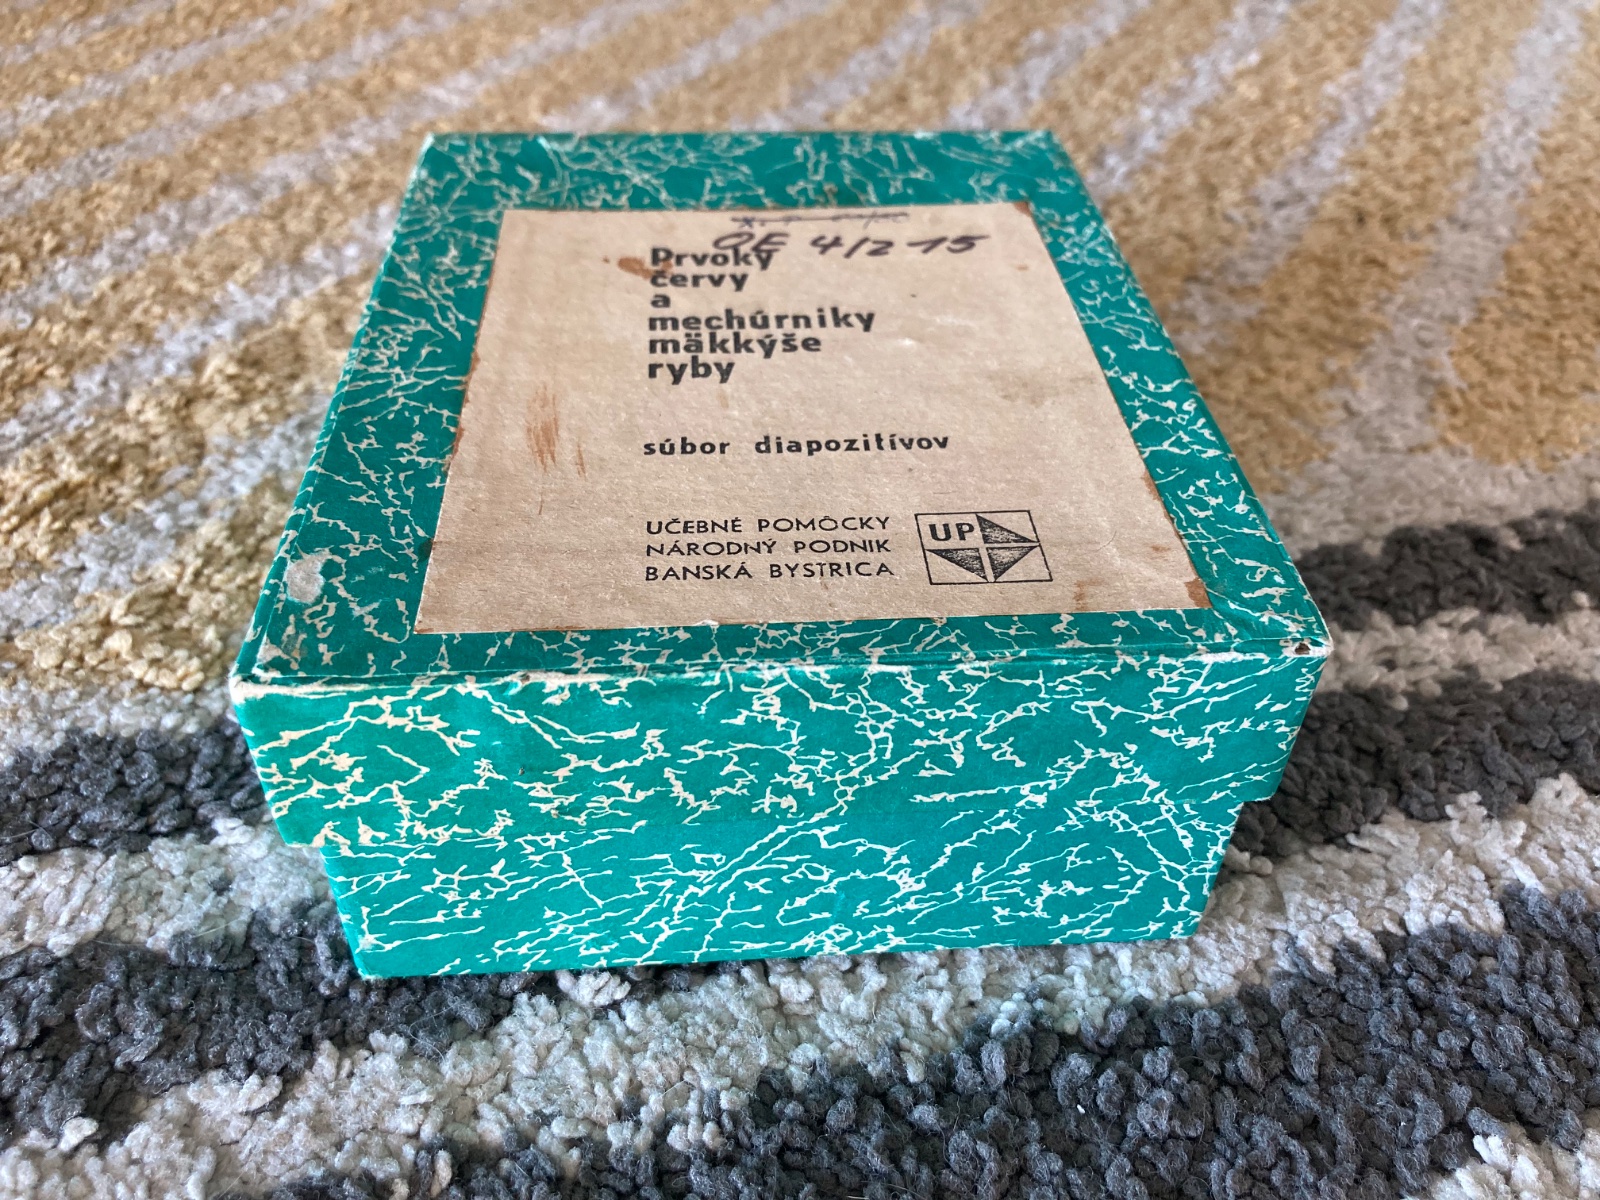 OE 4/2 15
Prvoky
červy
a
mechúrniky
mäkkýše
ryby
súbor diapozitívov
UČEBNÉ POMÔCKY
NÁRODNÝ PODNIK
BANSKÁ BYSTRICA
UP